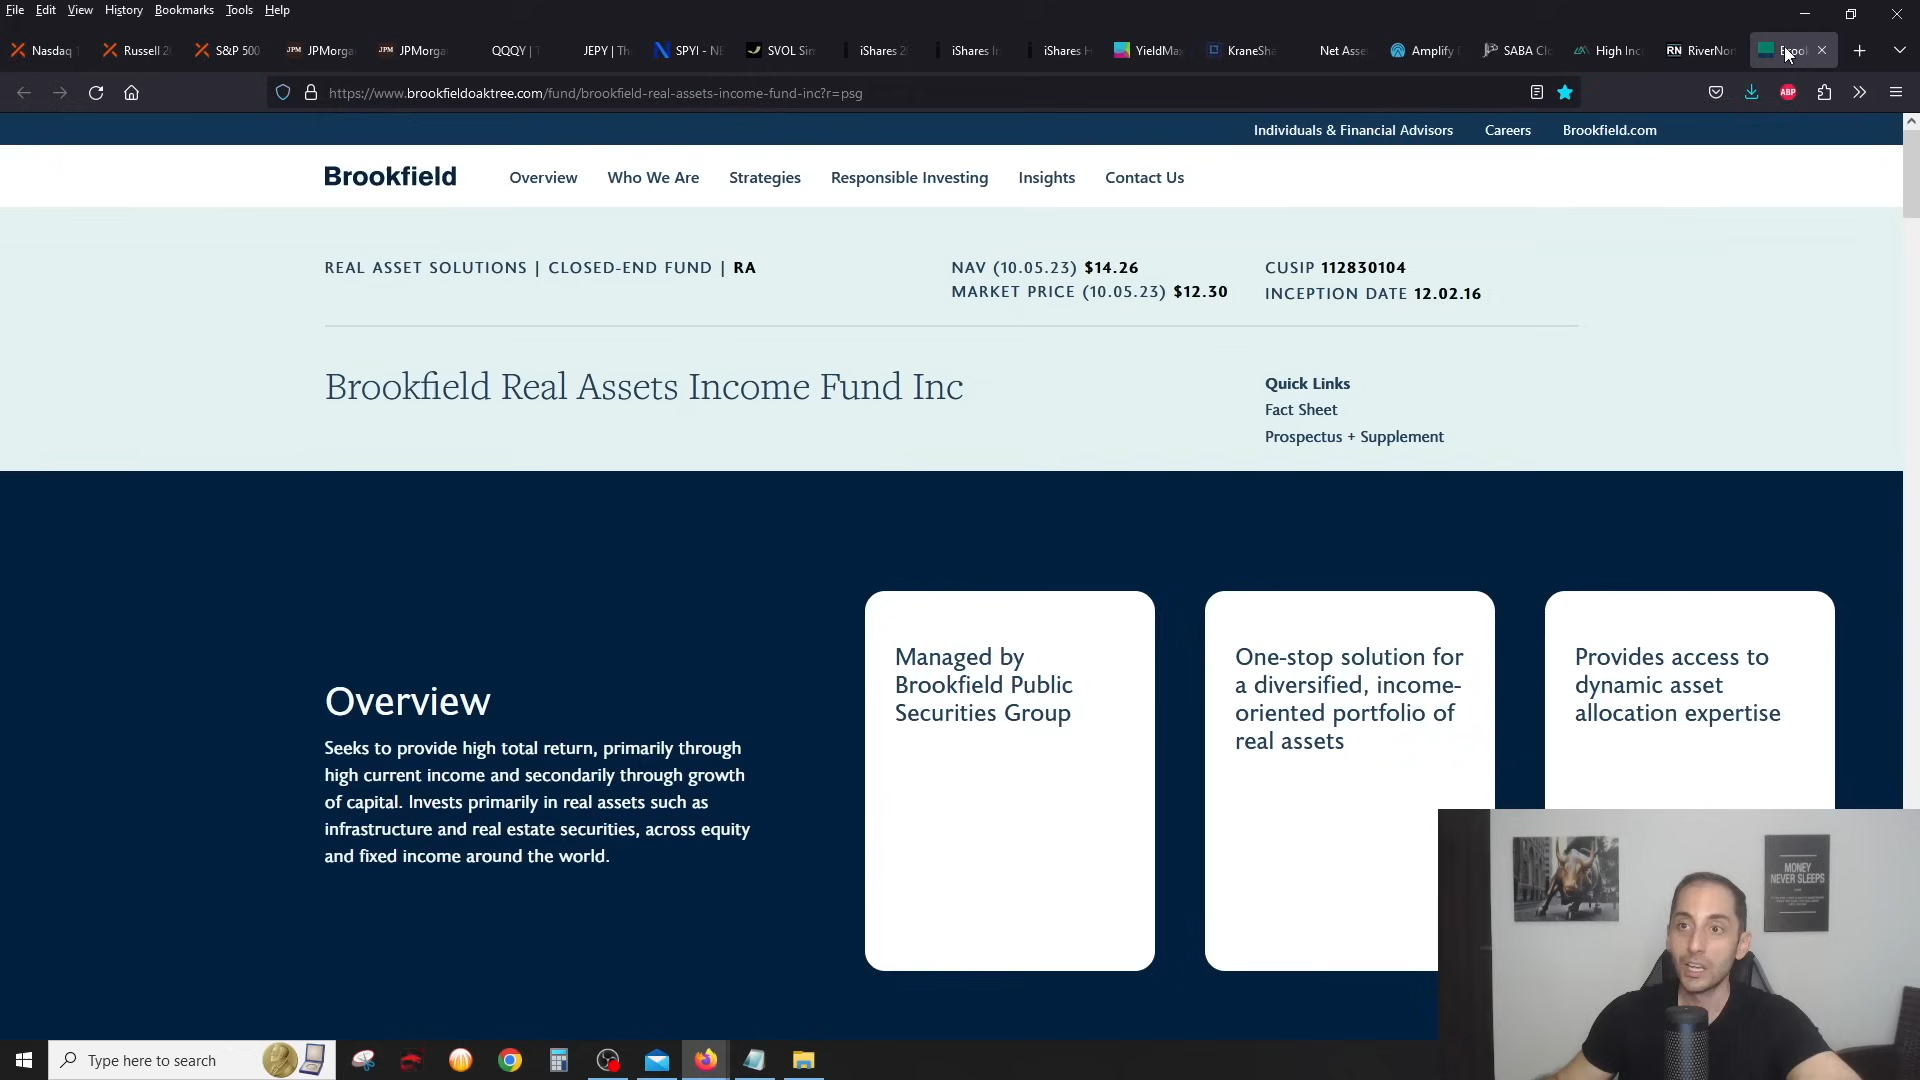 File Edit View History Bookmarks Tools Help
Nasdaq
Russell 2
S&P 500
JPMorga
JPMorga
QQQY | T
JEPY | Th
SPYI - NE
SVOL Sim
iShares 2
iShares I
iShares H
YieldMa
KraneSha
Net Asse
Amplify
SABA Cl
High Inc
RN RiverNor
Brook
https://www.brookfieldoaktree.com/fund/brookfield-real-assets-income-fund-inc?r=psg
ABP
Individuals & Financial Advisors Careers Brookfield.com
Brookfield Overview Who We Are Strategies Responsible Investing Insights Contact Us
REAL ASSET SOLUTIONS | CLOSED-END FUND | RA
NAV (10.05.23) $14.26
MARKET PRICE (10.05.23) $12.30
CUSIP 112830104
INCEPTION DATE 12.02.16
Brookfield Real Assets Income Fund Inc
Quick Links
Fact Sheet
Prospectus + Supplement
Overview
Seeks to provide high total return, primarily through
high current income and secondarily through growth
of capital. Invests primarily in real assets such as
infrastructure and real estate securities, across equity
and fixed income around the world.
Managed by
Brookfield Public
Securities Group
One-stop solution for
a diversified, income-
oriented portfolio of
real assets
Provides access to
dynamic asset
allocation expertise
MONEY
NEVER SLEEPS
Type here to search